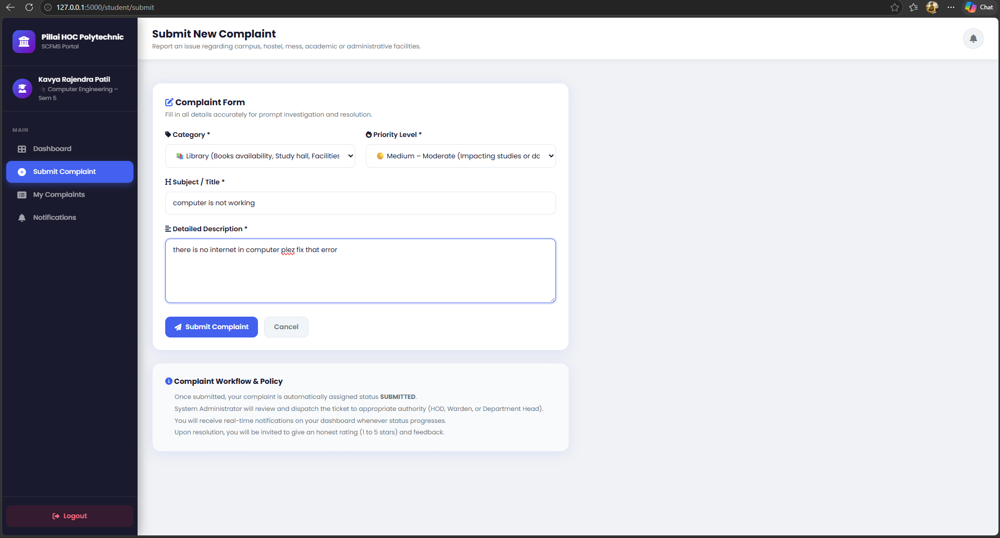 127.0.0.1:5000/student/submit
Chat
Pillai HOC Polytechnic
SCFMS Portal
Kavya Rajendra Patil
Computer Engineering –
Sem 5
MAIN
Dashboard
Submit Complaint
My Complaints
Notifications
Logout
Submit New Complaint
Report an issue regarding campus, hostel, mess, academic or administrative facilities.
Complaint Form
Fill in all details accurately for prompt investigation and resolution.
Category *
Priority Level *
Library (Books availability, Study hall, Facilities
Medium – Moderate (Impacting studies or da
Subject / Title *
computer is not working
Detailed Description *
there is no internet in computer plez fix that error
Submit Complaint
Cancel
Complaint Workflow & Policy
Once submitted, your complaint is automatically assigned status SUBMITTED.
System Administrator will review and dispatch the ticket to appropriate authority (HOD, Warden, or Department Head).
You will receive real-time notifications on your dashboard whenever status progresses.
Upon resolution, you will be invited to give an honest rating (1 to 5 stars) and feedback.